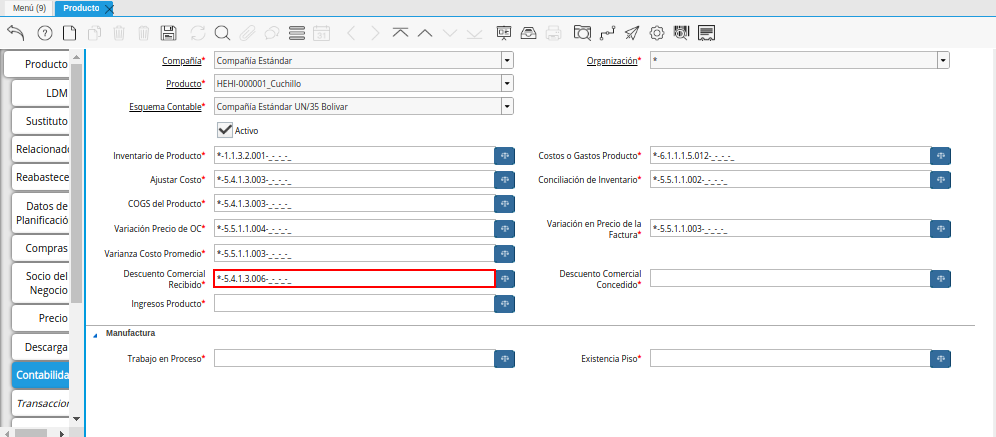 Menú (9) Producto
Producto
LDM
Sustituto
Relacionado
Reabastece
Datos de
Planificació
Compras
Socio del
Negocio
Precio
Descarga
Contabilida
Transaccion
Compañía* Compañía Estándar Organización* *
Producto* HEHI-000001_Cuchillo
Esquema Contable* Compañía Estándar UN/35 Bolivar
Activo
Inventario de Producto* *-1.1.3.2.001-_-_-_-_ Costos o Gastos Producto* *-6.1.1.1.5.012-_-_-_-_
Ajustar Costo* *-5.4.1.3.003-_-_-_-_ Conciliación de Inventario* *-5.5.1.1.002-_-_-_-_
COGS del Producto* *-5.4.1.3.003-_-_-_-_
Variación Precio de OC* *-5.5.1.1.004-_-_-_-_ Variación en Precio de la
Factura* *-5.5.1.1.003-_-_-_-_
Varianza Costo Promedio* *-5.5.1.1.003-_-_-_-_
Descuento Comercial
Recibido* *-5.4.1.3.006-_-_-_-_ Descuento Comercial
Concedido*
Ingresos Producto*
Manufactura
Trabajo en Proceso* Existencia Piso*